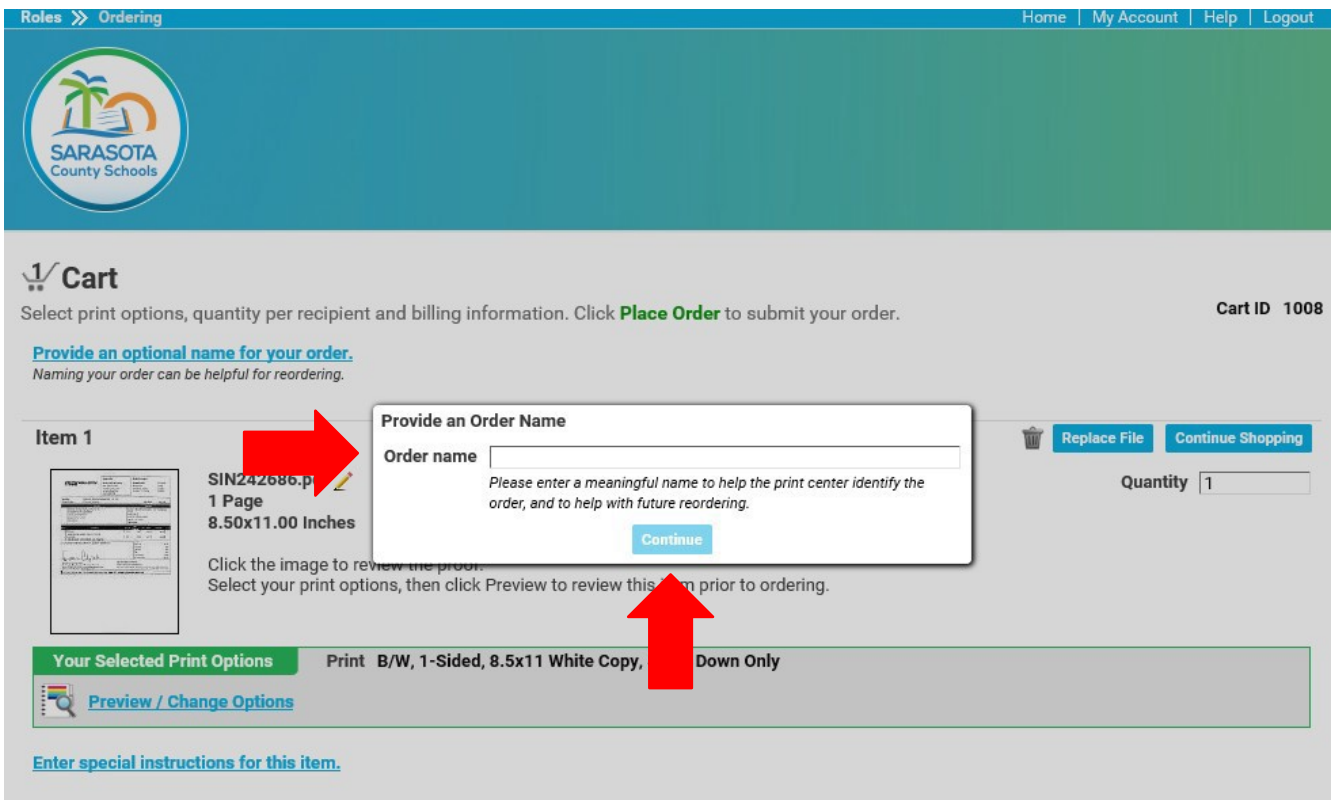 Roles >> Ordering
Home | My Account | Help | Logout
SARASOTA
County Schools
1 Cart
Select print options, quantity per recipient and billing information. Click Place Order to submit your order.
Cart ID 1008
Provide an optional name for your order.
Naming your order can be helpful for reordering.
Provide an Order Name
Order name
Please enter a meaningful name to help the print center identify the
order, and to help with future reordering.
Continue
Item 1
Replace File
Continue Shopping
SIN242686.p
Quantity 1
1 Page
8.50x11.00 Inches
Click the image to review the proof.
Select your print options, then click Preview to review this item prior to ordering.
Your Selected Print Options
Print B/W, 1-Sided, 8.5x11 White Copy, Down Only
Preview / Change Options
Enter special instructions for this item.